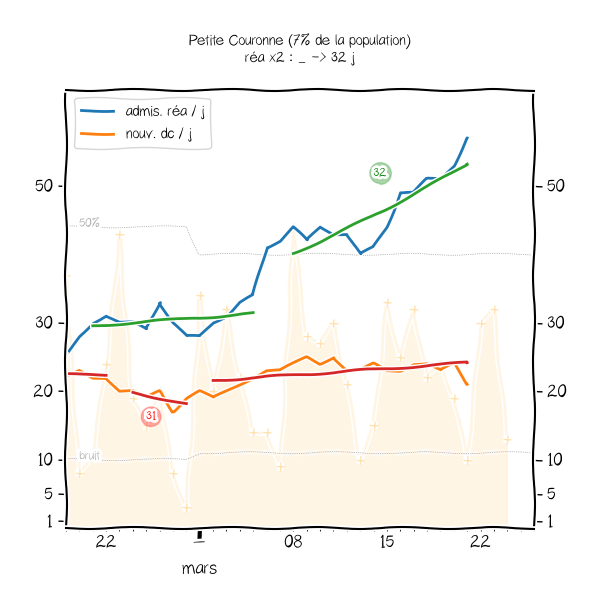 Petite Couronne (7% de la population)
réa x2 : _ -> 32 j
admis. réa / j
nouv. dc / j
32
50 50
50%
30 30
20 20
31
bruit
10 10
5 5
1 1
22 08 15 22
mars